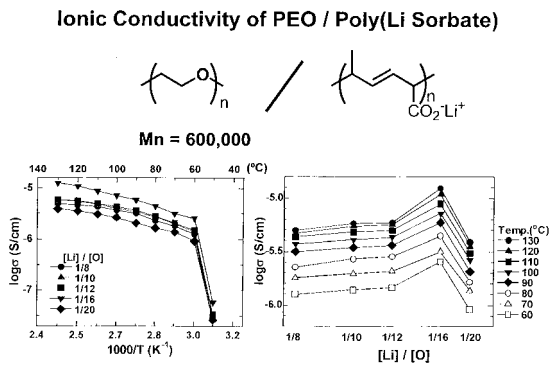 Ionic Conductivity of PEO / Poly(Li Sorbate)
O
n
n
CO₂⁻Li⁺
Mn = 600,000
140 120 100 80 60 40 (ºC)
-5
-6
-7
logσ (S/cm)
[Li] / [O]
1/8
1/10
1/12
1/16
1/20
2.4 2.5 2.6 2.7 2.8 2.9 3.0 3.1 3.2
1000/T (K⁻¹)
-5.0
-5.5
-6.0
logσ (S/cm)
1/8 1/10 1/12 1/16 1/20
[Li] / [O]
Temp.(ºC)
130
120
110
100
90
80
70
60